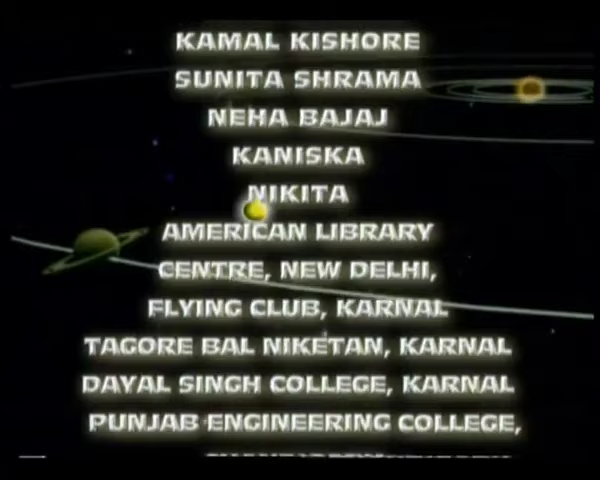 KAMAL KISHORE
SUNITA SHRAMA
NEHA BAJAJ
KANISKA
NIKITA
AMERICAN LIBRARY
CENTRE, NEW DELHI,
FLYING CLUB, KARNAL
TAGORE BAL NIKETAN, KARNAL
DAYAL SINGH COLLEGE, KARNAL
PUNJAB ENGINEERING COLLEGE,